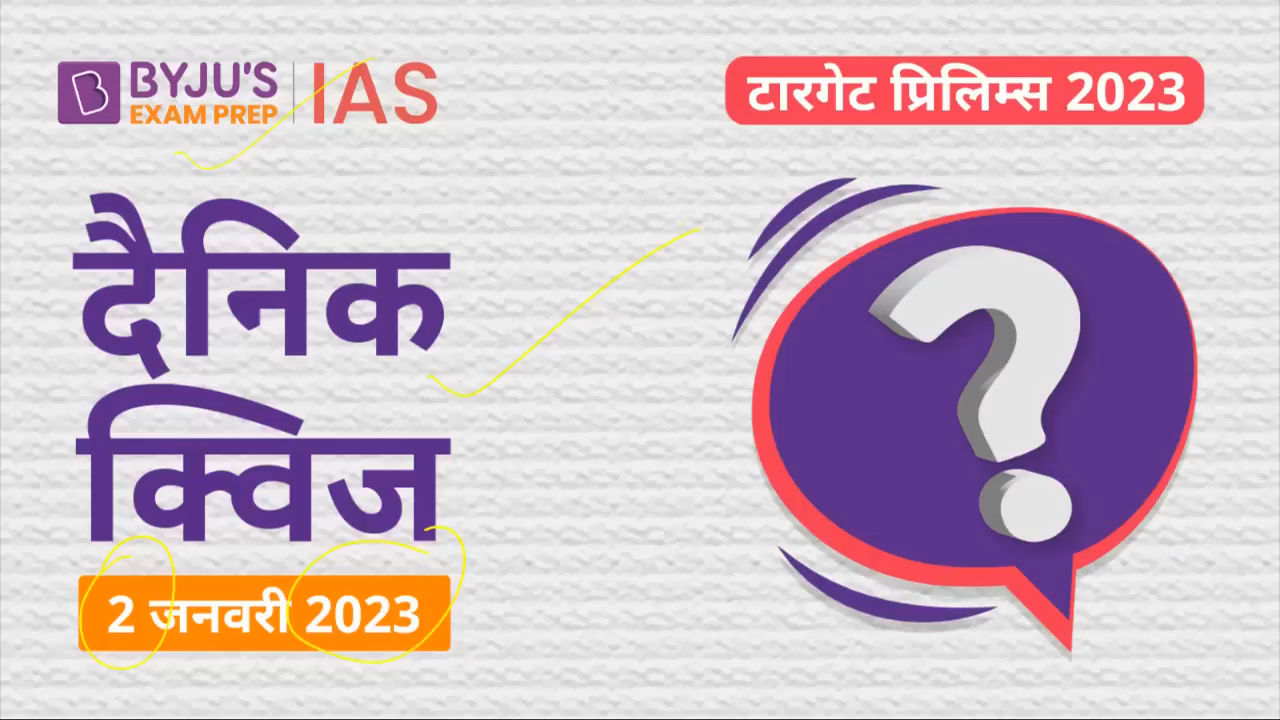 BYJU'S
EXAM PREP
IAS
टारगेट प्रिलिम्स 2023
दैनिक
क्विज
2 जनवरी 2023